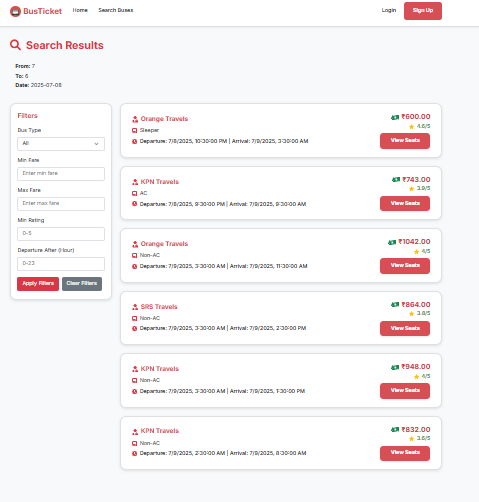 BusTicket
Home
Search Buses
Login
Sign Up
Search Results
From: 7
To: 6
Date: 2025-07-08
Filters
Bus Type
All
Min Fare
Enter min fare
Max Fare
Enter max fare
Min Rating
0-5
Departure After (Hour)
0-23
Apply Filters
Clear Filters
Orange Travels
Sleeper
Departure: 7/8/2025, 10:30:00 PM | Arrival: 7/9/2025, 3:30:00 AM
₹600.00
4.6/5
View Seats
KPN Travels
AC
Departure: 7/8/2025, 9:30:00 PM | Arrival: 7/9/2025, 9:30:00 AM
₹743.00
3.9/5
View Seats
Orange Travels
Non-AC
Departure: 7/9/2025, 3:30:00 AM | Arrival: 7/9/2025, 11:30:00 AM
₹1042.00
4/5
View Seats
SRS Travels
Non-AC
Departure: 7/9/2025, 3:30:00 AM | Arrival: 7/9/2025, 2:30:00 PM
₹864.00
3.8/5
View Seats
KPN Travels
Non-AC
Departure: 7/9/2025, 7:30:00 AM | Arrival: 7/9/2025, 1:30:00 PM
₹948.00
4/5
View Seats
KPN Travels
Non-AC
Departure: 7/9/2025, 2:30:00 AM | Arrival: 7/9/2025, 8:30:00 AM
₹832.00
3.6/5
View Seats